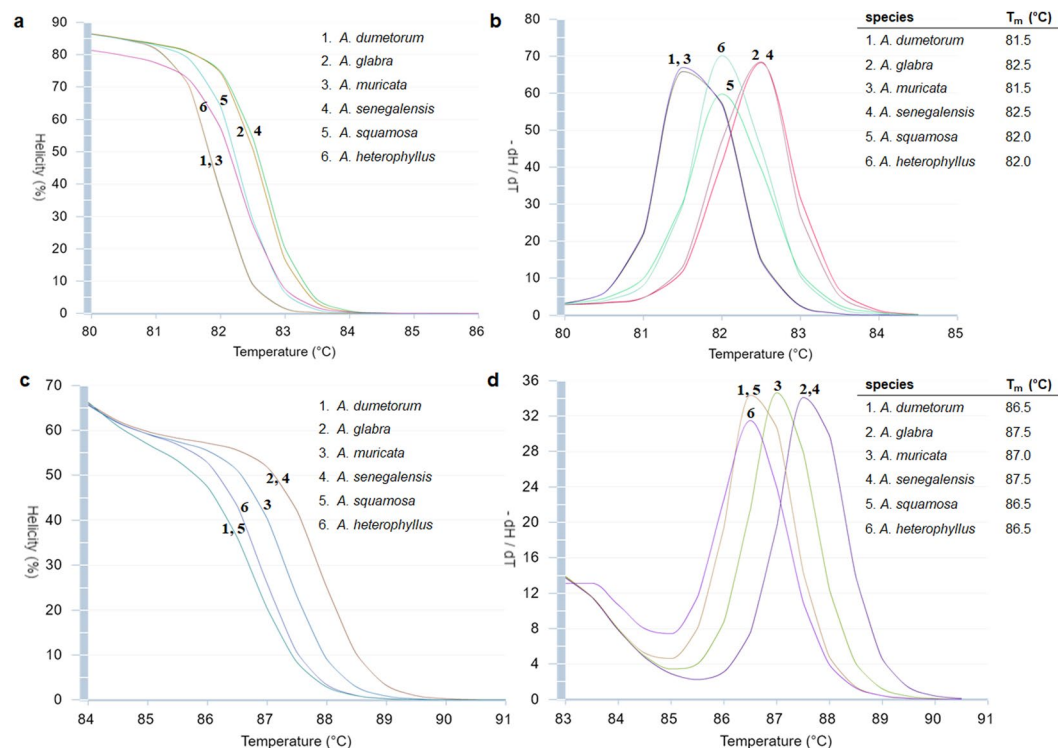 a
90
80
70
60
50
40
30
20
10
0
Helicity (%)
80
81
82
83
84
85
86
Temperature (°C)
1. A. dumetorum
2. A. glabra
3. A. muricata
4. A. senegalensis
5. A. squamosa
6. A. heterophyllus
6
5
2
4
1, 3
b
80
70
60
50
40
30
20
10
0
- dH / dT
80
81
82
83
84
85
Temperature (°C)
1, 3
6
2 4
5
species Tm (°C)
1. A. dumetorum 81.5
2. A. glabra 82.5
3. A. muricata 81.5
4. A. senegalensis 82.5
5. A. squamosa 82.0
6. A. heterophyllus 82.0
c
70
60
50
40
30
20
10
0
Helicity (%)
84
85
86
87
88
89
90
91
Temperature (°C)
1. A. dumetorum
2. A. glabra
3. A. muricata
4. A. senegalensis
5. A. squamosa
6. A. heterophyllus
2, 4
6
3
1, 5
d
36
32
28
24
20
16
12
8
4
0
- dH / dT
83
84
85
86
87
88
89
90
91
Temperature (°C)
1, 5
3
2,4
6
species Tm (°C)
1. A. dumetorum 86.5
2. A. glabra 87.5
3. A. muricata 87.0
4. A. senegalensis 87.5
5. A. squamosa 86.5
6. A. heterophyllus 86.5